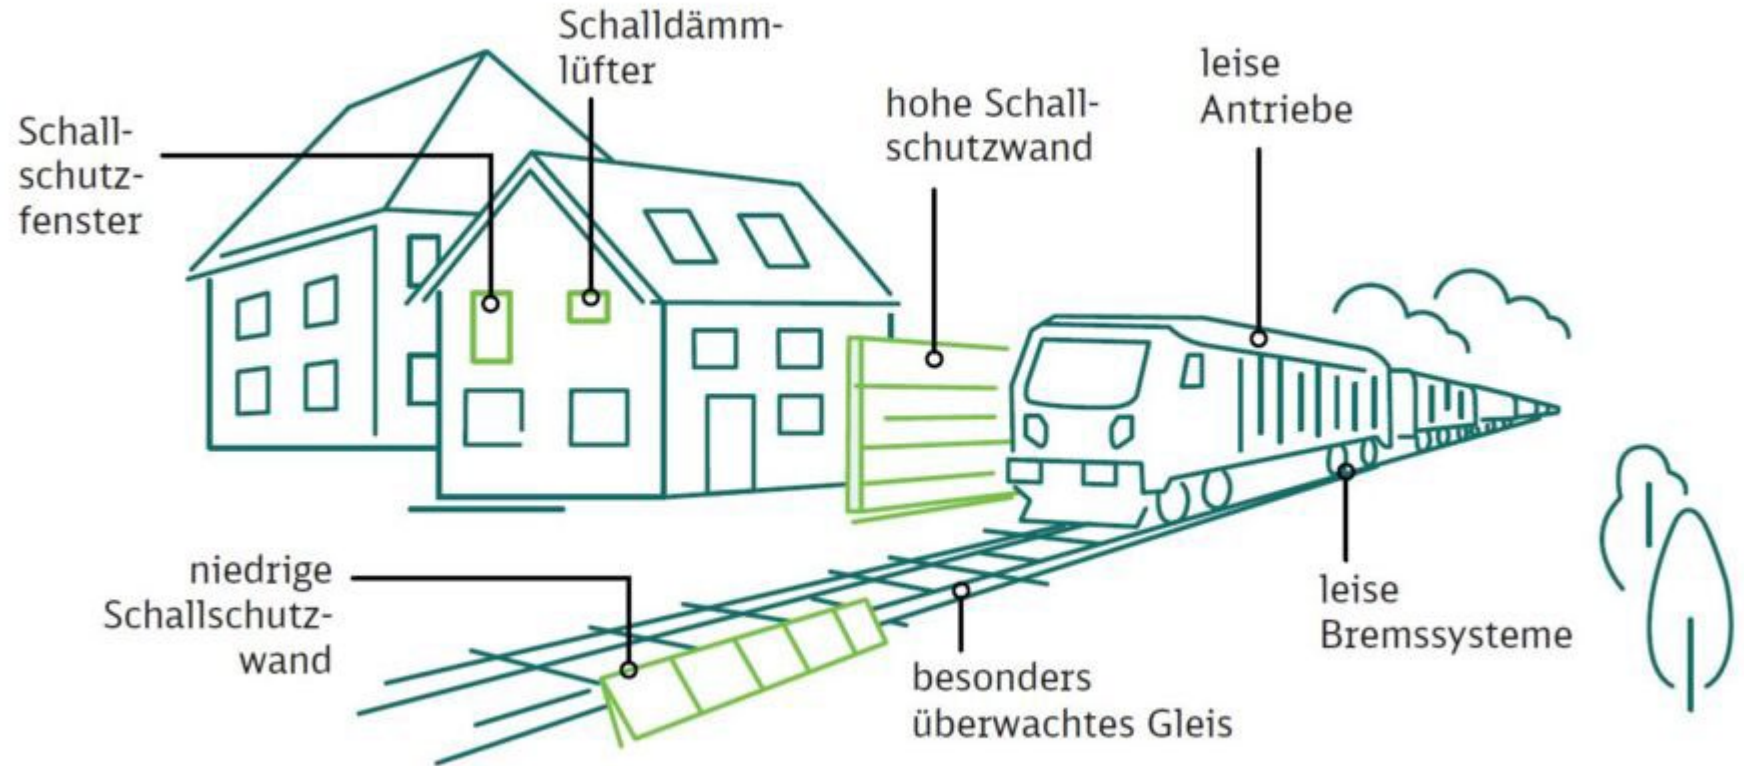 Schalldämm-
lüfter
Schall-
schutz-
fenster
hohe Schall-
schutzwand
leise
Antriebe
niedrige
Schallschutz-
wand
besonders
überwachtes Gleis
leise
Bremssysteme